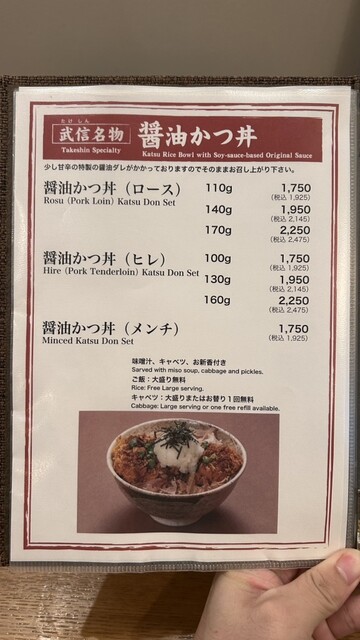 たけしん
武信名物
Takeshin Specialty
醤油かつ丼
Katsu Rice Bowl with Soy-sauce-based Original Sauce
少し甘辛の特製の醤油ダレがかかっておりますのでそのままお召し上がり下さい。
醤油かつ丼（ロース） 110g 1,750
Rosu (Pork Loin) Katsu Don Set (税込 1,925)
140g 1,950
(税込 2,145)
170g 2,250
(税込 2,475)
醤油かつ丼（ヒレ） 100g 1,750
Hire (Pork Tenderloin) Katsu Don Set (税込 1,925)
130g 1,950
(税込 2,145)
160g 2,250
(税込 2,475)
醤油かつ丼（メンチ） 1,750
Minced Katsu Don Set (税込 1,925)
味噌汁、キャベツ、お新香付き
Sarved with miso soup, cabbage and pickles.
ご飯：大盛り無料
Rice: Free Large serving.
キャベツ：大盛りまたはお替り1回無料
Cabbage: Large serving or one free refill available.